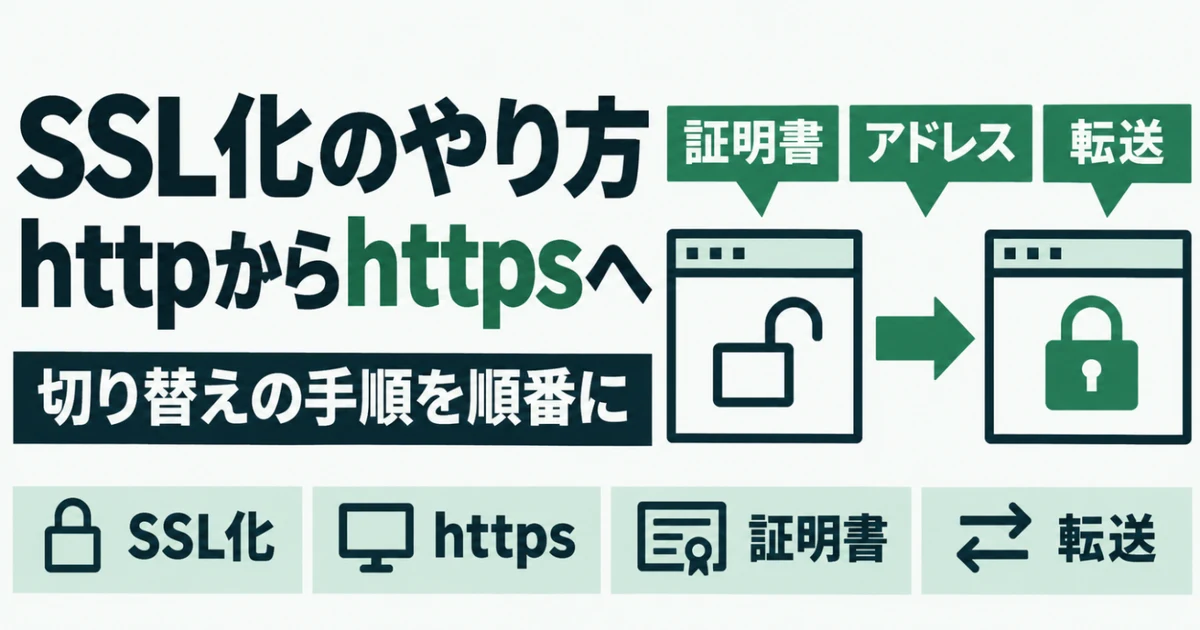 SSL化のやり方
httpからhttpsへ
切り替えの手順を順番に
証明書
アドレス
転送
SSL化
https
証明書
転送